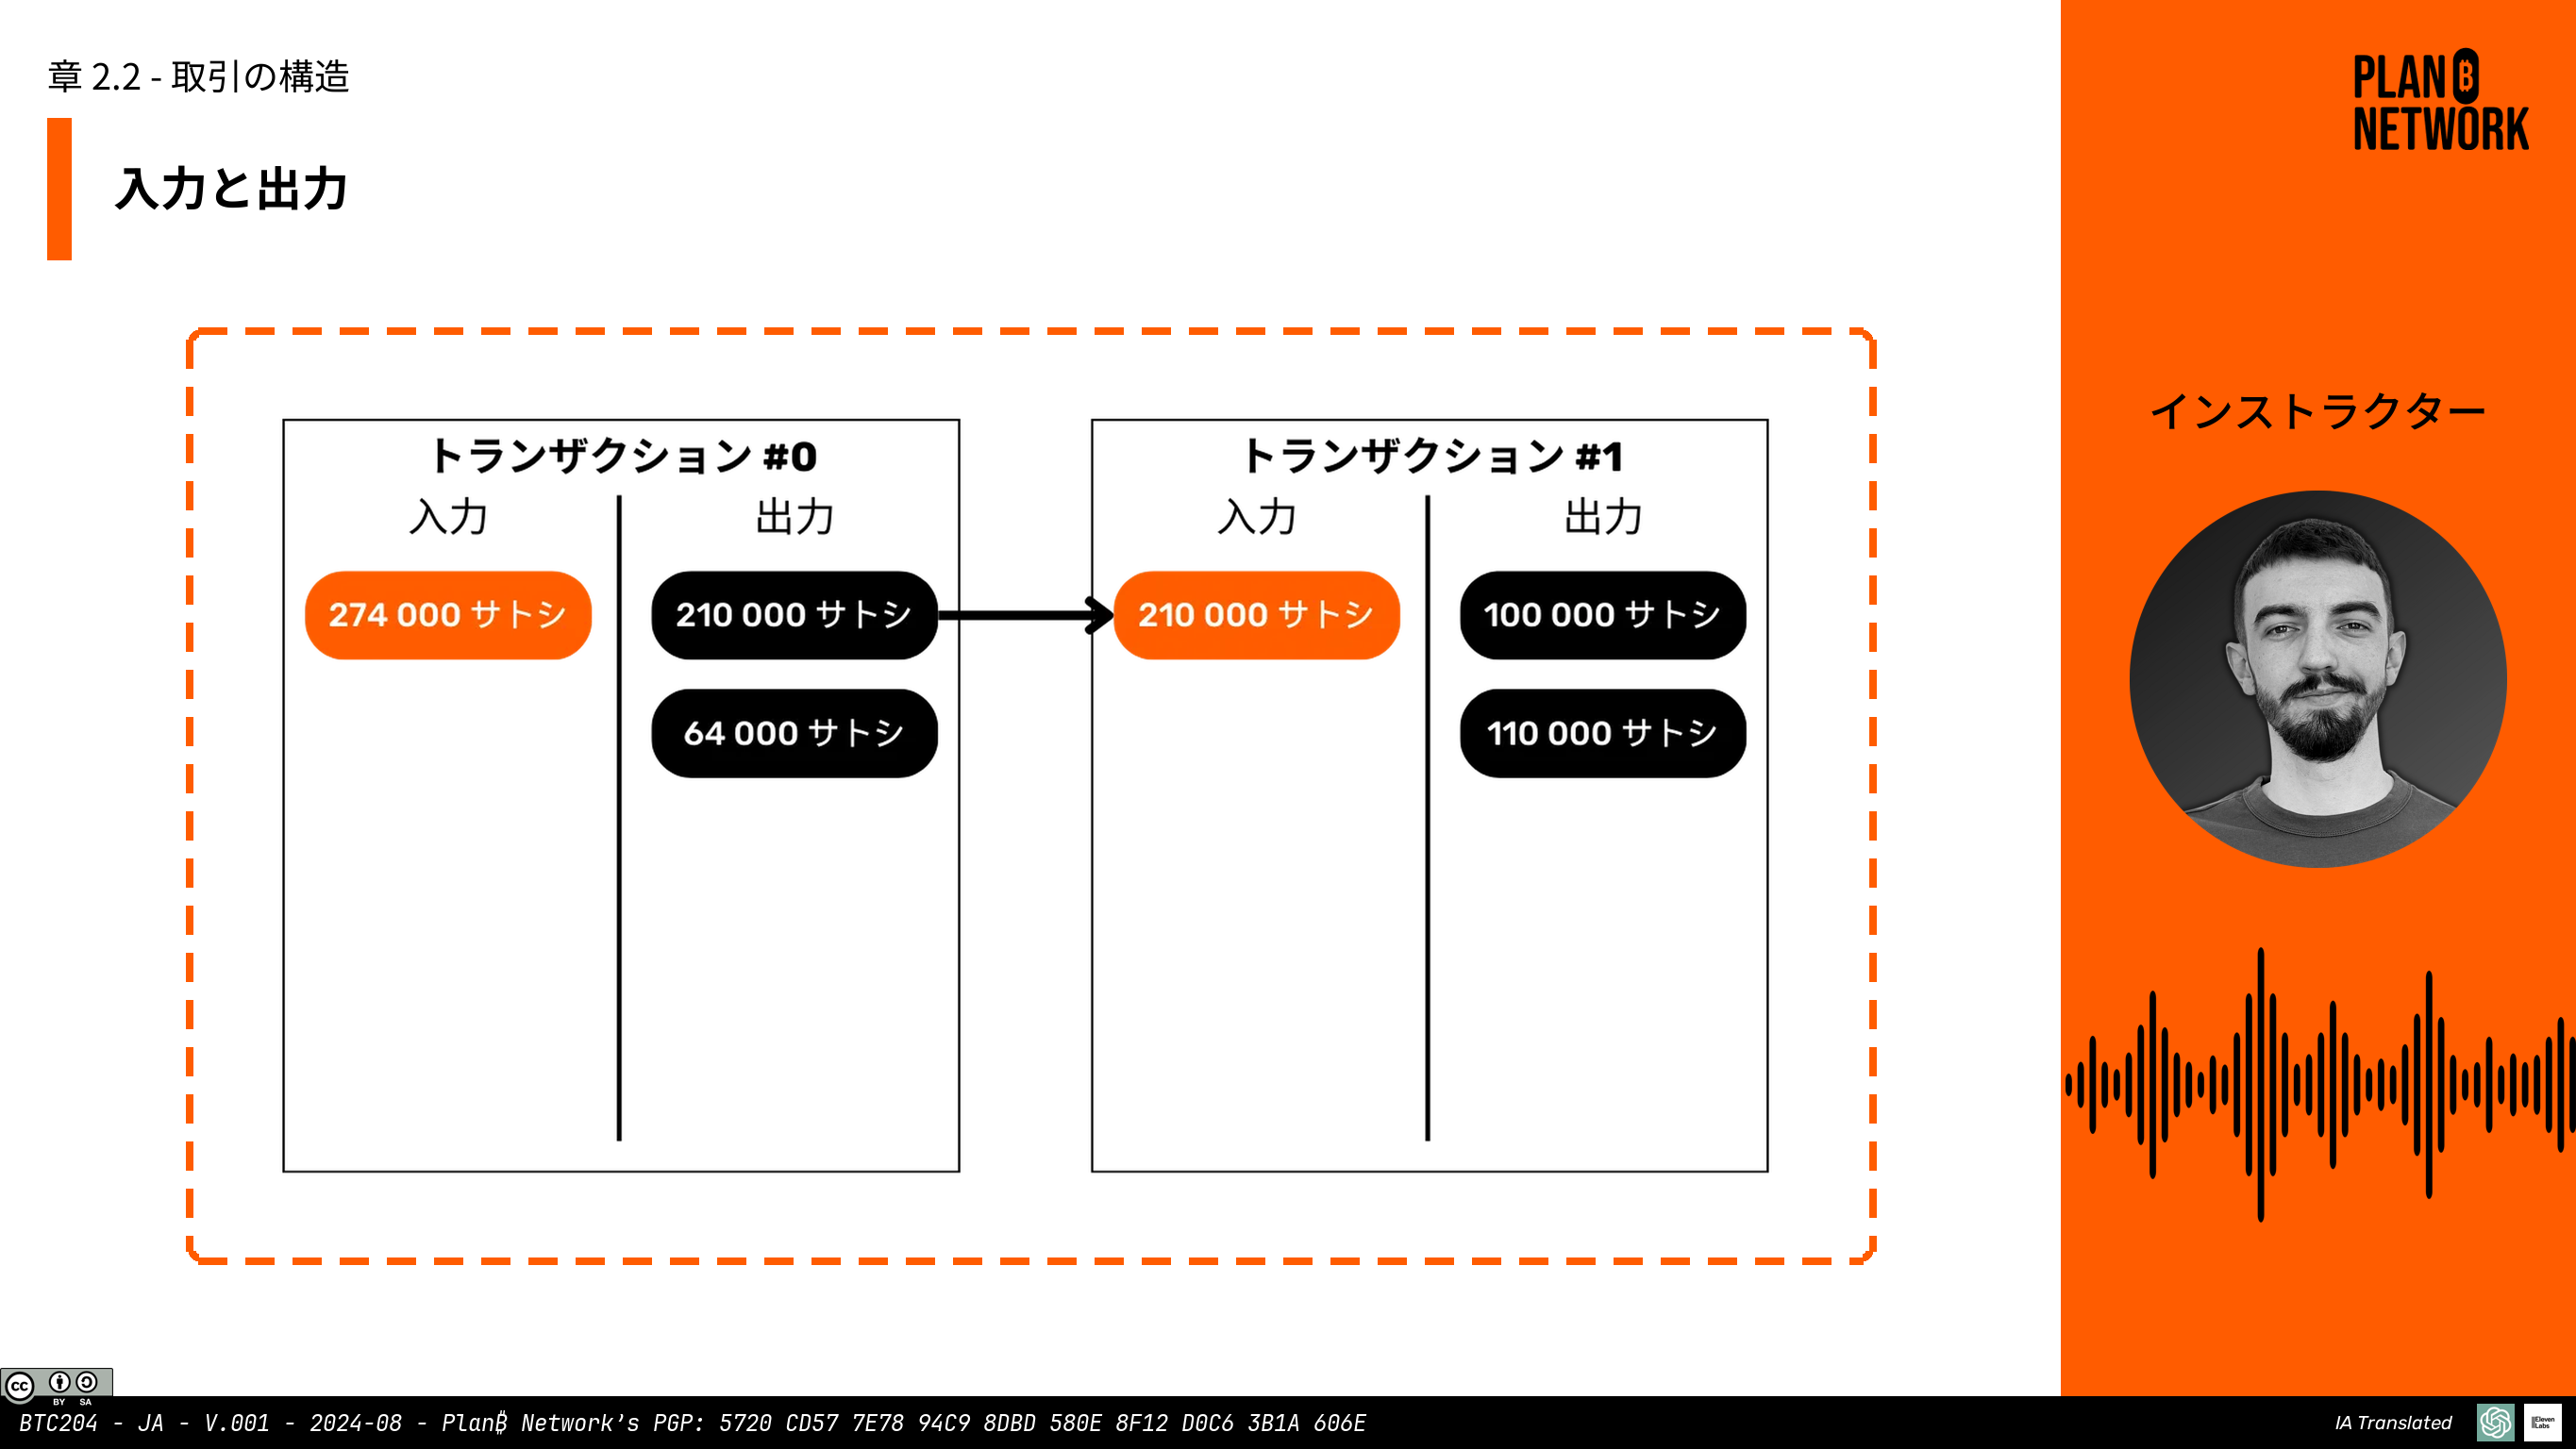 章 2.2 - 取引の構造
入力と出力
PLAN ₿
NETWORK
インストラクター
トランザクション #0
入力
出力
274 000 サトシ
210 000 サトシ
64 000 サトシ
トランザクション #1
入力
出力
210 000 サトシ
100 000 サトシ
110 000 サトシ
cc
BY SA
BTC204 - JA - V.001 - 2024-08 - Plan₿ Network's PGP: 5720 CD57 7E78 94C9 8DBD 580E 8F12 D0C6 3B1A 606E
IA Translated
ElevenLabs